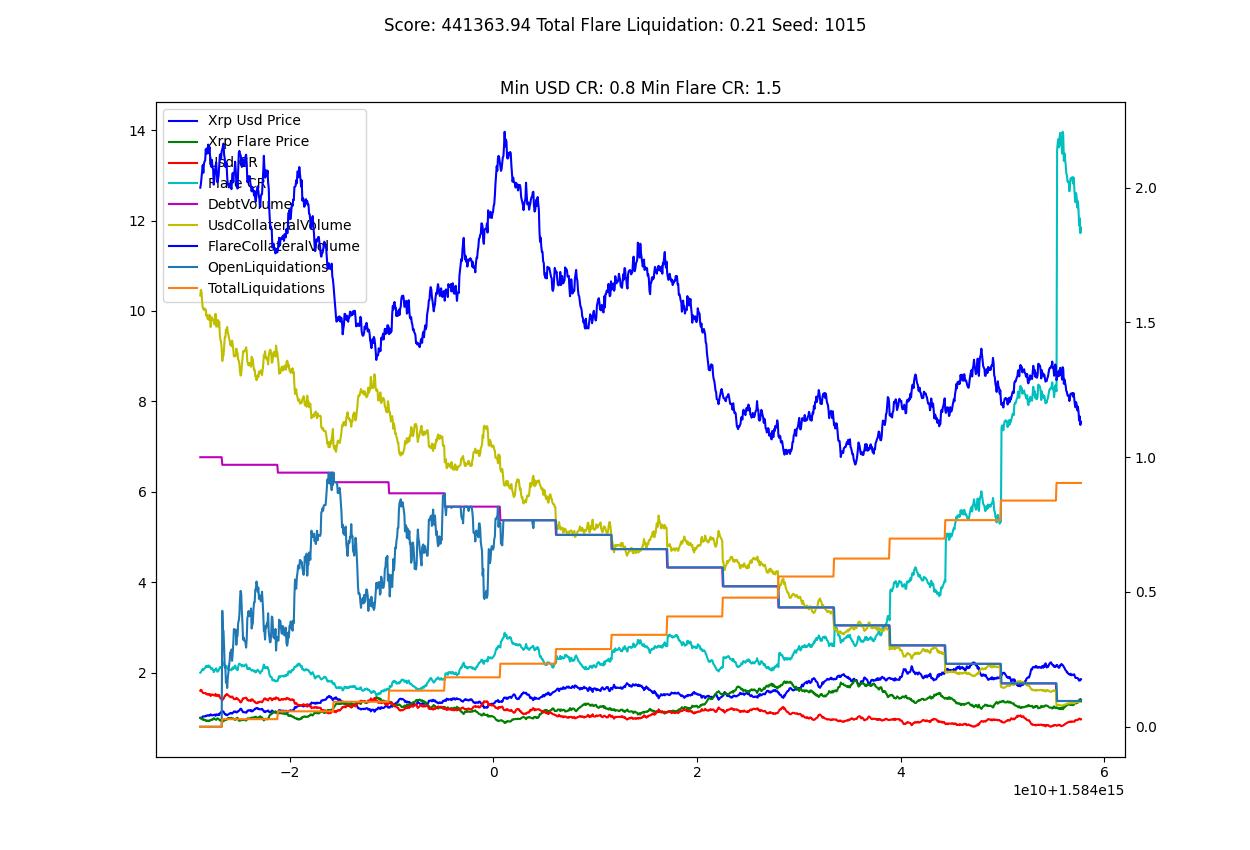 Score: 441363.94 Total Flare Liquidation: 0.21 Seed: 1015
Min USD CR: 0.8 Min Flare CR: 1.5
Xrp Usd Price
Xrp Flare Price
Usd CR
Flare CR
DebtVolume
UsdCollateralVolume
FlareCollateralVolume
OpenLiquidations
TotalLiquidations
14
12
10
8
6
4
2
2.0
1.5
1.0
0.5
0.0
−2
0
2
4
6
1e10+1.584e15